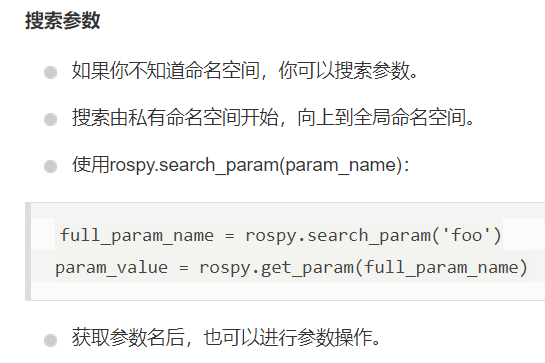 搜索参数
如果你不知道命名空间，你可以搜索参数。
搜索由私有命名空间开始，向上到全局命名空间。
使用rospy.search_param(param_name)：
full_param_name = rospy.search_param('foo')
param_value = rospy.get_param(full_param_name)
获取参数名后，也可以进行参数操作。